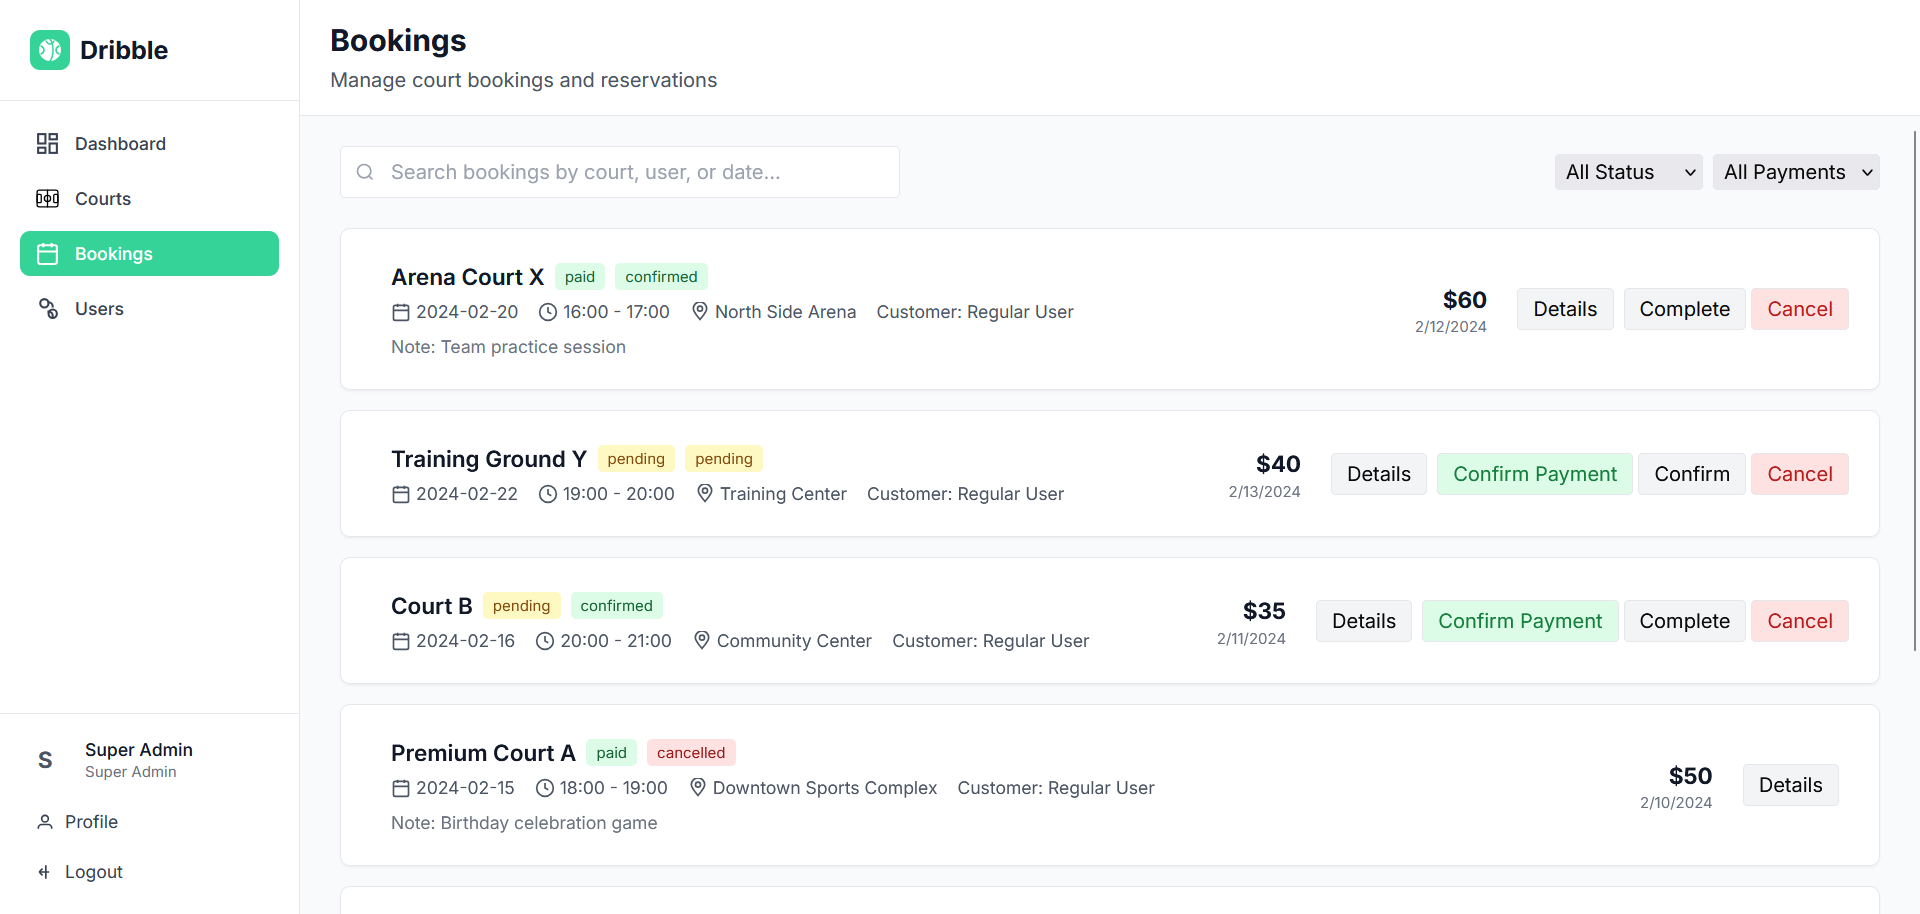 Dribble
Dashboard
Courts
Bookings
Users
S
Super Admin
Super Admin
Profile
Logout
Bookings
Manage court bookings and reservations
Search bookings by court, user, or date...
All Status
All Payments
Arena Court X paid confirmed
2024-02-20 16:00 - 17:00 North Side Arena Customer: Regular User
Note: Team practice session
$60
2/12/2024
Details Complete Cancel
Training Ground Y pending pending
2024-02-22 19:00 - 20:00 Training Center Customer: Regular User
$40
2/13/2024
Details Confirm Payment Confirm Cancel
Court B pending confirmed
2024-02-16 20:00 - 21:00 Community Center Customer: Regular User
$35
2/11/2024
Details Confirm Payment Complete Cancel
Premium Court A paid cancelled
2024-02-15 18:00 - 19:00 Downtown Sports Complex Customer: Regular User
Note: Birthday celebration game
$50
2/10/2024
Details